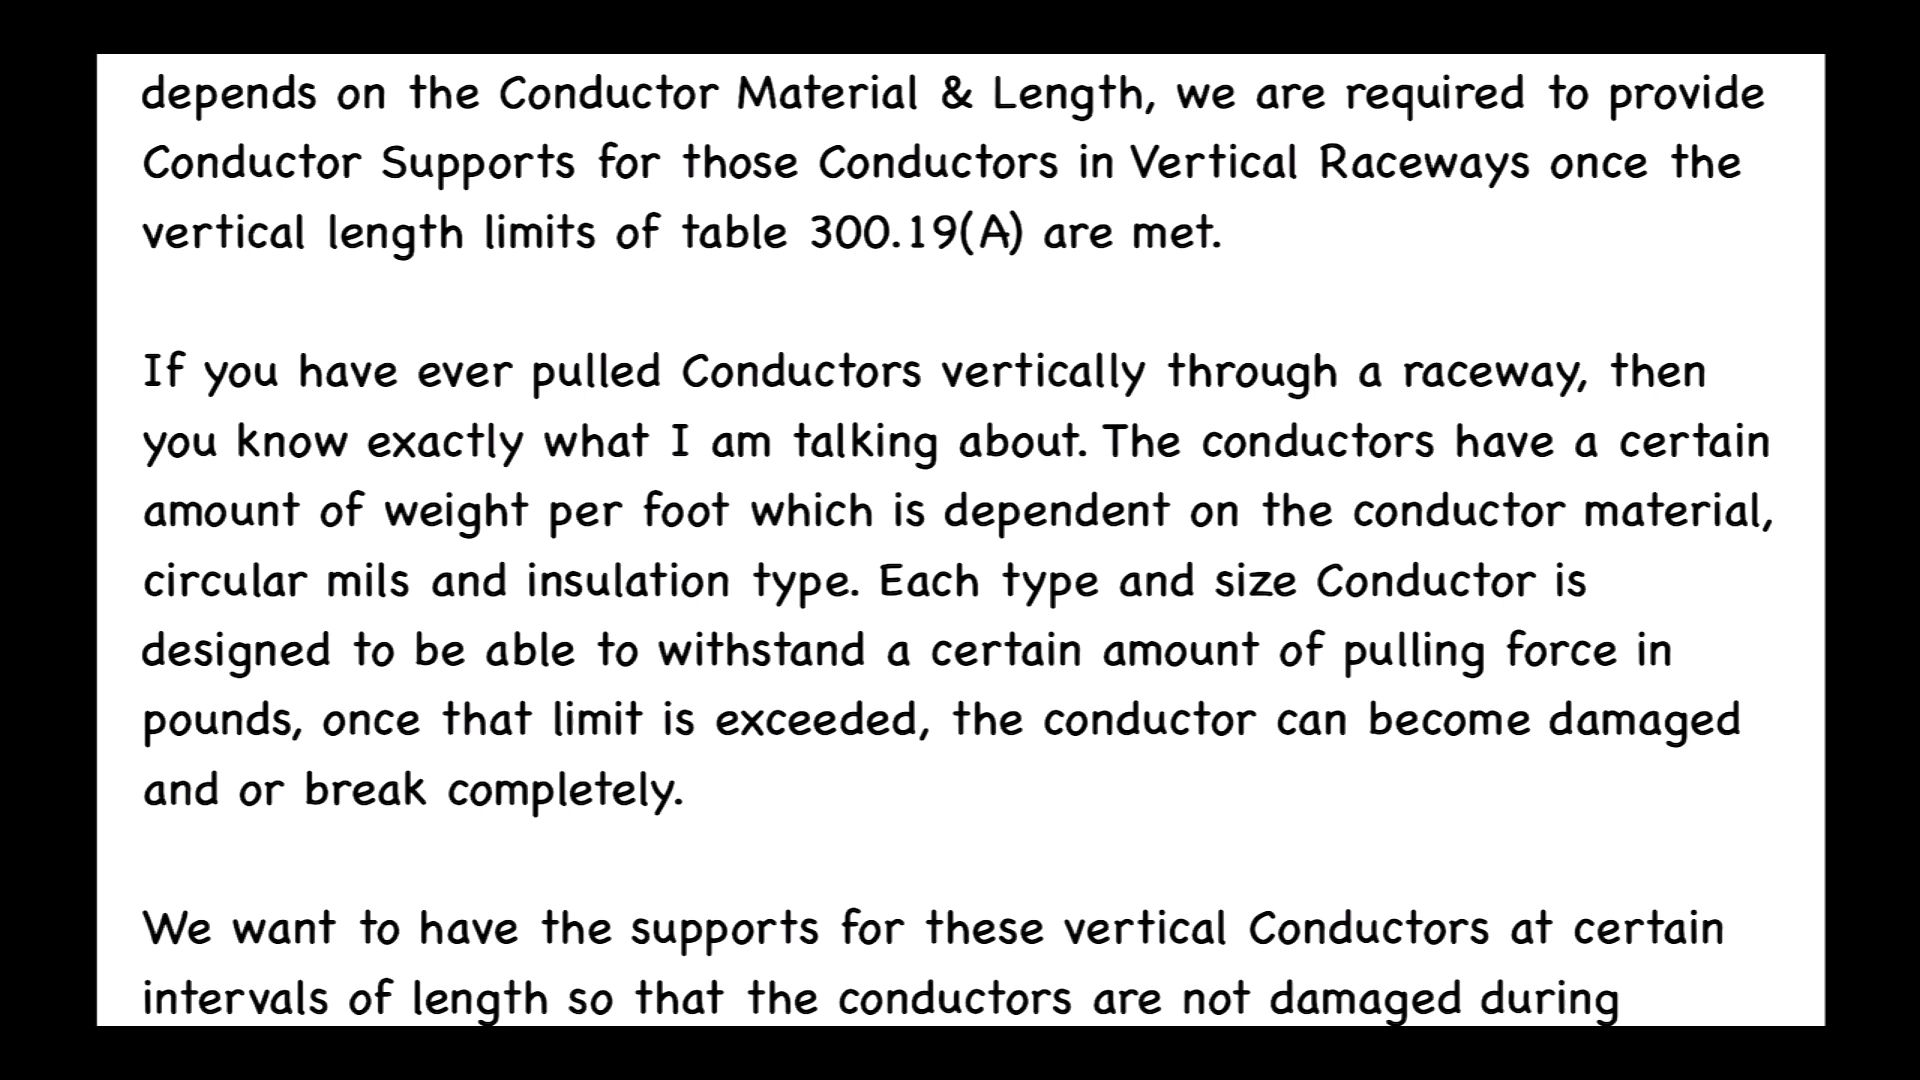 depends on the Conductor Material & Length, we are required to provide
Conductor Supports for those Conductors in Vertical Raceways once the
vertical length limits of table 300.19(A) are met.
If you have ever pulled Conductors vertically through a raceway, then
you know exactly what I am talking about. The conductors have a certain
amount of weight per foot which is dependent on the conductor material,
circular mils and insulation type. Each type and size Conductor is
designed to be able to withstand a certain amount of pulling force in
pounds, once that limit is exceeded, the conductor can become damaged
and or break completely.
We want to have the supports for these vertical Conductors at certain
intervals of length so that the conductors are not damaged during